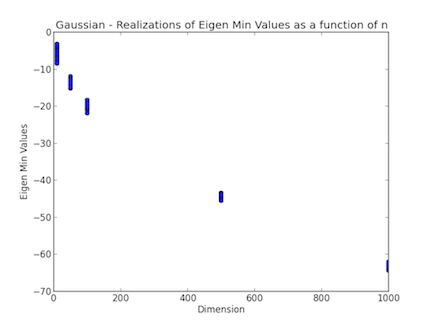 Gaussian - Realizations of Eigen Min Values as a function of n
0
−10
−20
−30
−40
−50
−60
−70
Eigen Min Values
0 200 400 600 800 1000
Dimension